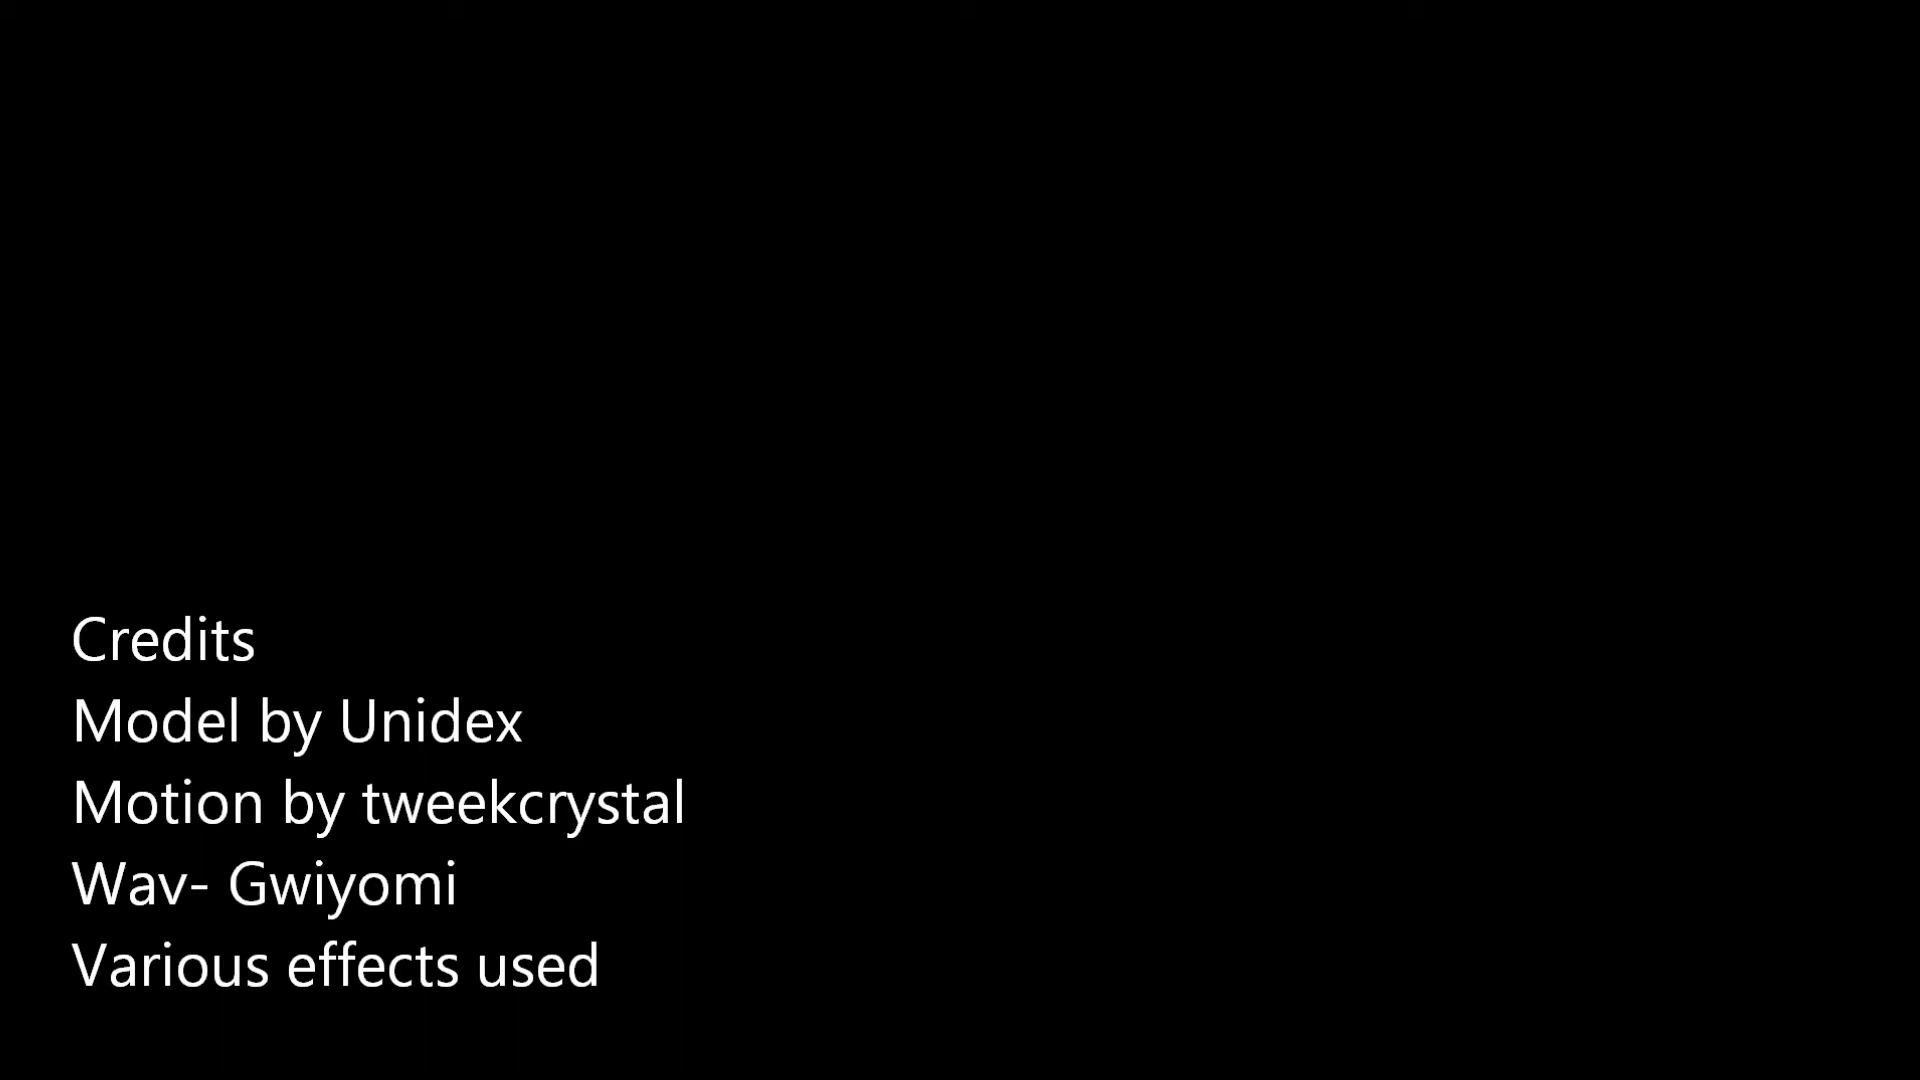 Credits
Model by Unidex
Motion by tweekcrystal
Wav- Gwiyomi
Various effects used